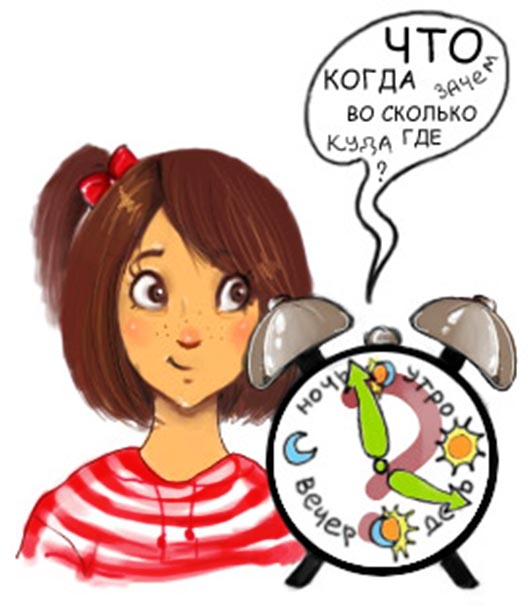 ЧТО
КОГДА ЗАЧЕМ
ВО СКОЛЬКО
КУДА ГДЕ
?
НОЧЬ
УТРО
ДЕНЬ
ВЕЧЕР
?